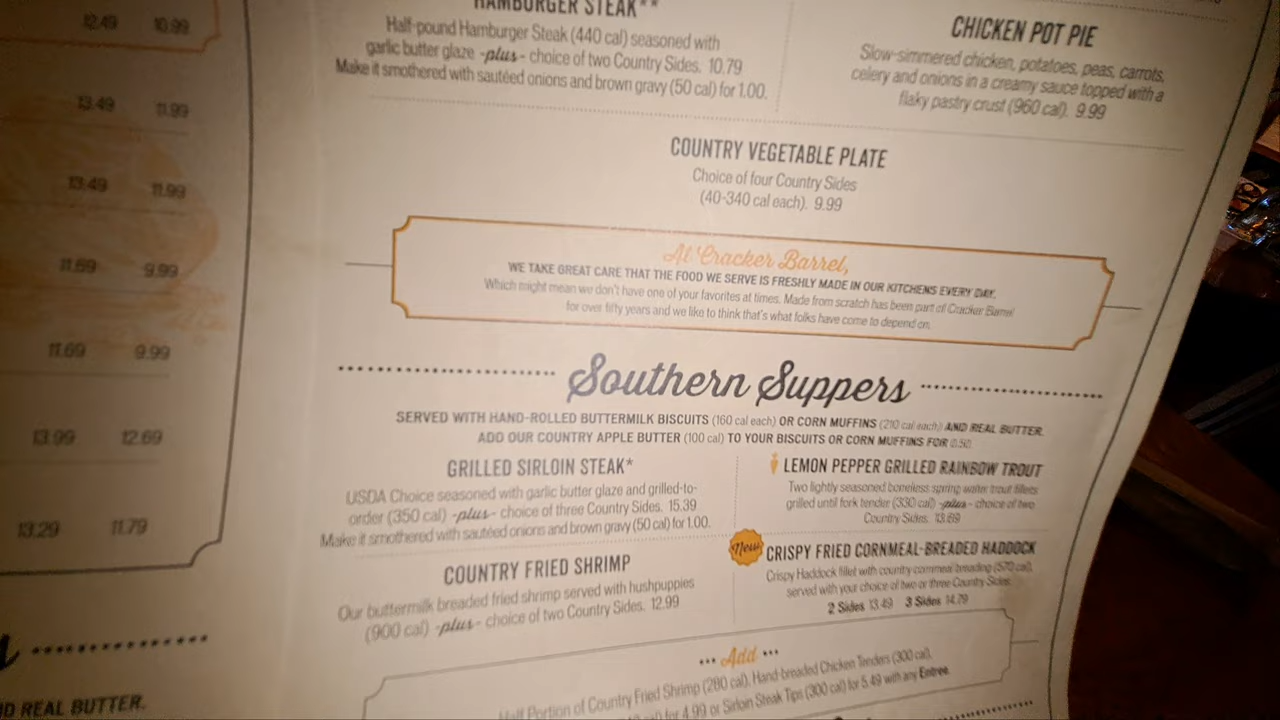 12.49 10.99
13.49 11.99
13.49 11.99
11.69 9.99
11.69 9.99
13.99 12.69
13.29 11.79
D REAL BUTTER.
HAMBURGER STEAK**
Half-pound Hamburger Steak (440 cal) seasoned with
garlic butter glaze -plus- choice of two Country Sides. 10.79
Make it smothered with sautéed onions and brown gravy (50 cal) for 1.00.
CHICKEN POT PIE
Slow-simmered chicken, potatoes, peas, carrots,
celery and onions in a creamy sauce topped with a
flaky pastry crust (960 cal). 9.99
COUNTRY VEGETABLE PLATE
Choice of four Country Sides
(40-340 cal each). 9.99
At Cracker Barrel,
WE TAKE GREAT CARE THAT THE FOOD WE SERVE IS FRESHLY MADE IN OUR KITCHENS EVERY DAY.
Which might mean we don't have one of your favorites at times. Made from scratch has been part of Cracker Barrel
for over fifty years and we like to think that's what folks have come to depend on.
Southern Suppers
SERVED WITH HAND-ROLLED BUTTERMILK BISCUITS (160 cal each) OR CORN MUFFINS (210 cal each) AND REAL BUTTER.
ADD OUR COUNTRY APPLE BUTTER (100 cal) TO YOUR BISCUITS OR CORN MUFFINS FOR 0.50.
GRILLED SIRLOIN STEAK*
USDA Choice seasoned with garlic butter glaze and grilled-to-
order (350 cal) -plus- choice of three Country Sides. 15.39
Make it smothered with sautéed onions and brown gravy (50 cal) for 1.00.
LEMON PEPPER GRILLED RAINBOW TROUT
Two lightly seasoned boneless spring water trout fillets
grilled until fork tender (330 cal) -plus- choice of two
Country Sides. 13.69
COUNTRY FRIED SHRIMP
Our buttermilk breaded fried shrimp served with hushpuppies
(900 cal) -plus- choice of two Country Sides. 12.99
New
CRISPY FRIED CORNMEAL-BREADED HADDOCK
Crispy Haddock fillet with country cornmeal breading (570 cal),
served with your choice of two or three Country Sides.
2 Sides 13.49 3 Sides 14.79
Add
Half Portion of Country Fried Shrimp (280 cal), Hand-breaded Chicken Tenders (300 cal),
for 4.99 or Sirloin Steak Tips (300 cal) for 5.49 with any Entrée.